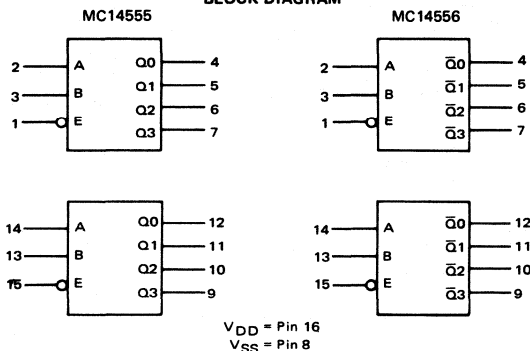 BLOCK DIAGRAM
MC14555
MC14556
2 A Q0 4
3 B Q1 5
1 E Q2 6
Q3 7
2 A Q̅0 4
3 B Q̅1 5
1 E Q̅2 6
Q̅3 7
14 A Q0 12
13 B Q1 11
15 E Q2 10
Q3 9
14 A Q̅0 12
13 B Q̅1 11
15 E Q̅2 10
Q̅3 9
VDD = Pin 16
VSS = Pin 8